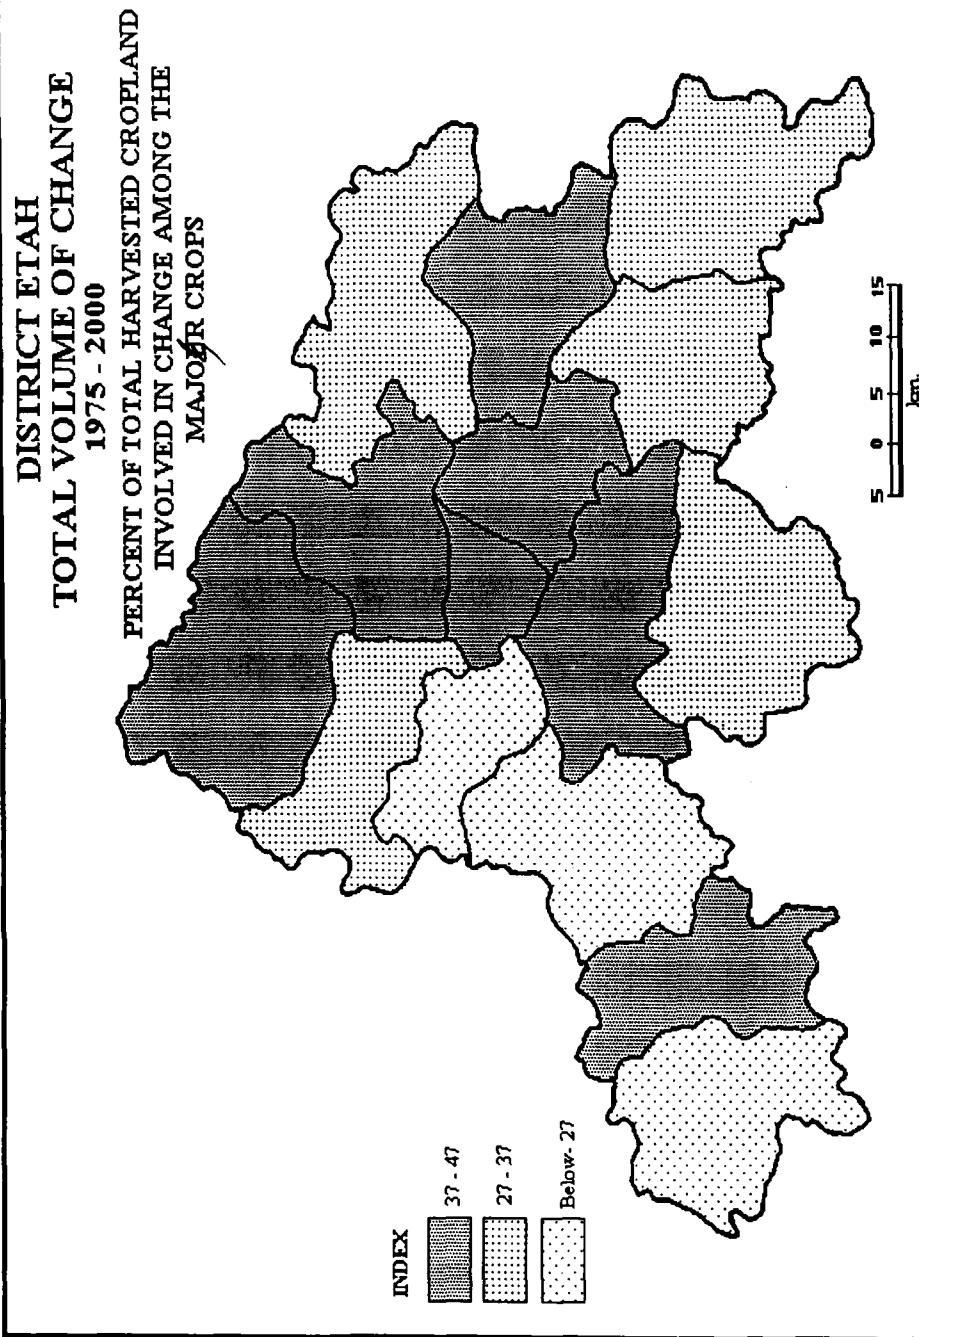 DISTRICT ETAH
TOTAL VOLUME OF CHANGE
1975 - 2000
PERCENT OF TOTAL HARVESTED CROPLAND
INVOLVED IN CHANGE AMONG THE
MAJOER CROPS
INDEX
37 - 47
27 - 37
Below- 27
5 0 5 10 15
km.